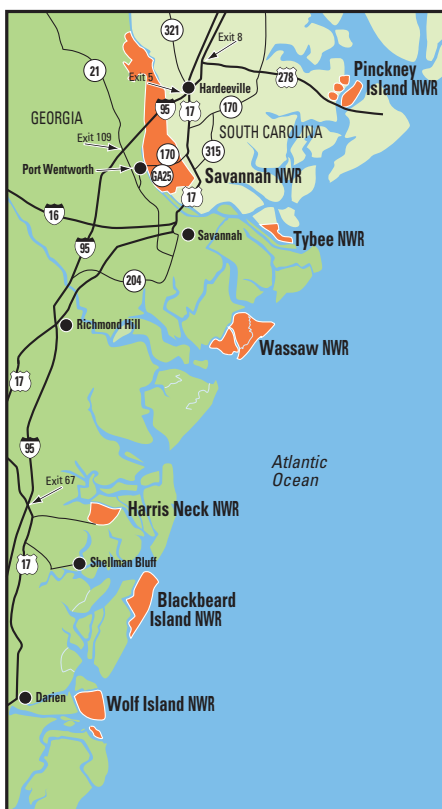 321
Exit 8
21
Exit 5
Hardeeville
278
Pinckney
Island NWR
95
17
170
GEORGIA
SOUTH CAROLINA
Exit 109
170
315
Port Wentworth
GA25
Savannah NWR
17
16
Savannah
Tybee NWR
95
204
Richmond Hill
Wassaw NWR
17
95
Atlantic
Ocean
Exit 67
Harris Neck NWR
17
Shellman Bluff
Blackbeard
Island NWR
Darien
Wolf Island NWR